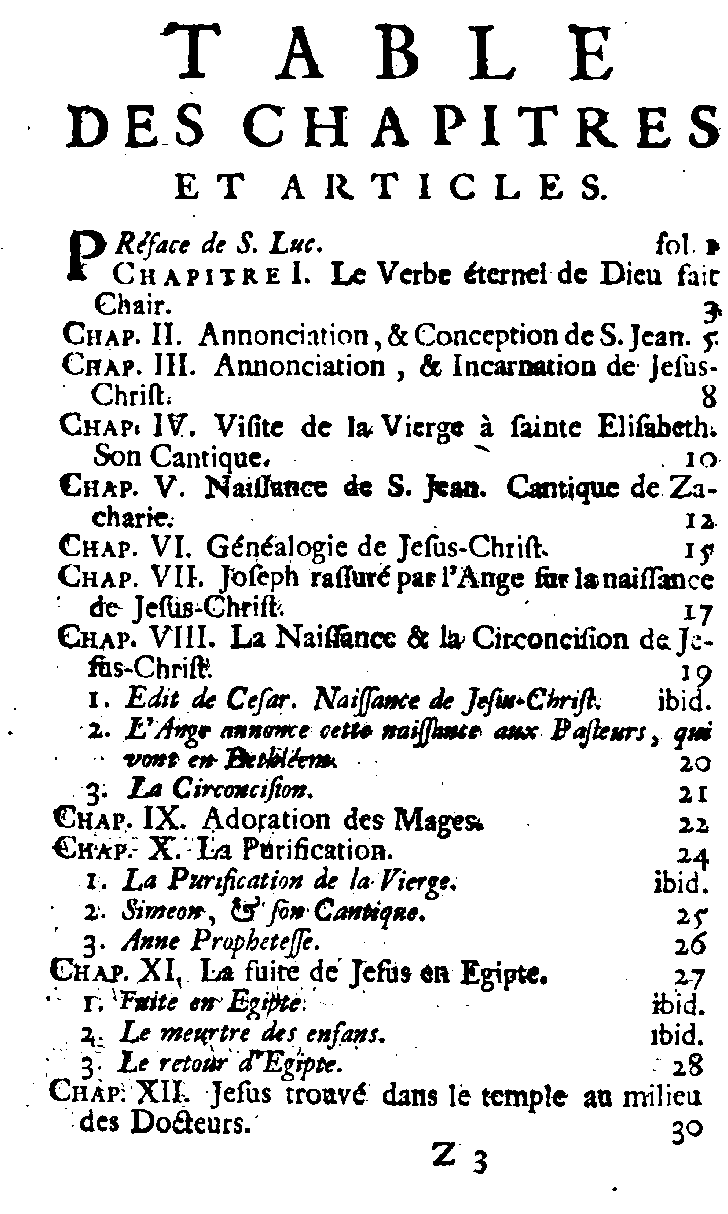 TABLE
DES CHAPITRES
ET ARTICLES.
PRéface de S. Luc. fol. 1
CHAPITRE I. Le Verbe éternel de Dieu fait
Chair. 3
CHAP. II. Annonciation, & Conception de S. Jean. 5
CHAP. III. Annonciation, & Incarnation de Jeſus-
Chriſt. 8
CHAP. IV. Viſite de la Vierge à ſainte Eliſabeth.
Son Cantique. 10
CHAP. V. Naiſſance de S. Jean. Cantique de Za-
charie. 12
CHAP. VI. Généalogie de Jeſus-Chriſt. 15
CHAP. VII. Joſeph raſſuré par l'Ange ſur la naiſſance
de Jeſus-Chriſt. 17
CHAP. VIII. La Naiſſance & la Circonciſion de Je-
ſus-Chriſt. 19
1. Edit de Ceſar. Naiſſance de Jeſus-Chriſt. ibid.
2. L'Ange annonce cette naiſſance aux Paſteurs, qui
vont en Bethléem. 20
3. La Circonciſion. 21
CHAP. IX. Adoration des Mages. 22
CHAP. X. La Purification. 24
1. La Purification de la Vierge. ibid.
2. Simeon, & ſon Cantique. 25
3. Anne Propheteſſe. 26
CHAP. XI. La fuite de Jeſus en Egipte. 27
1. Fuite en Egipte. ibid.
2. Le meurtre des enfans. ibid.
3. Le retour d'Egipte. 28
CHAP. XII. Jeſus trouvé dans le temple au milieu
des Docteurs. 30
Z 3